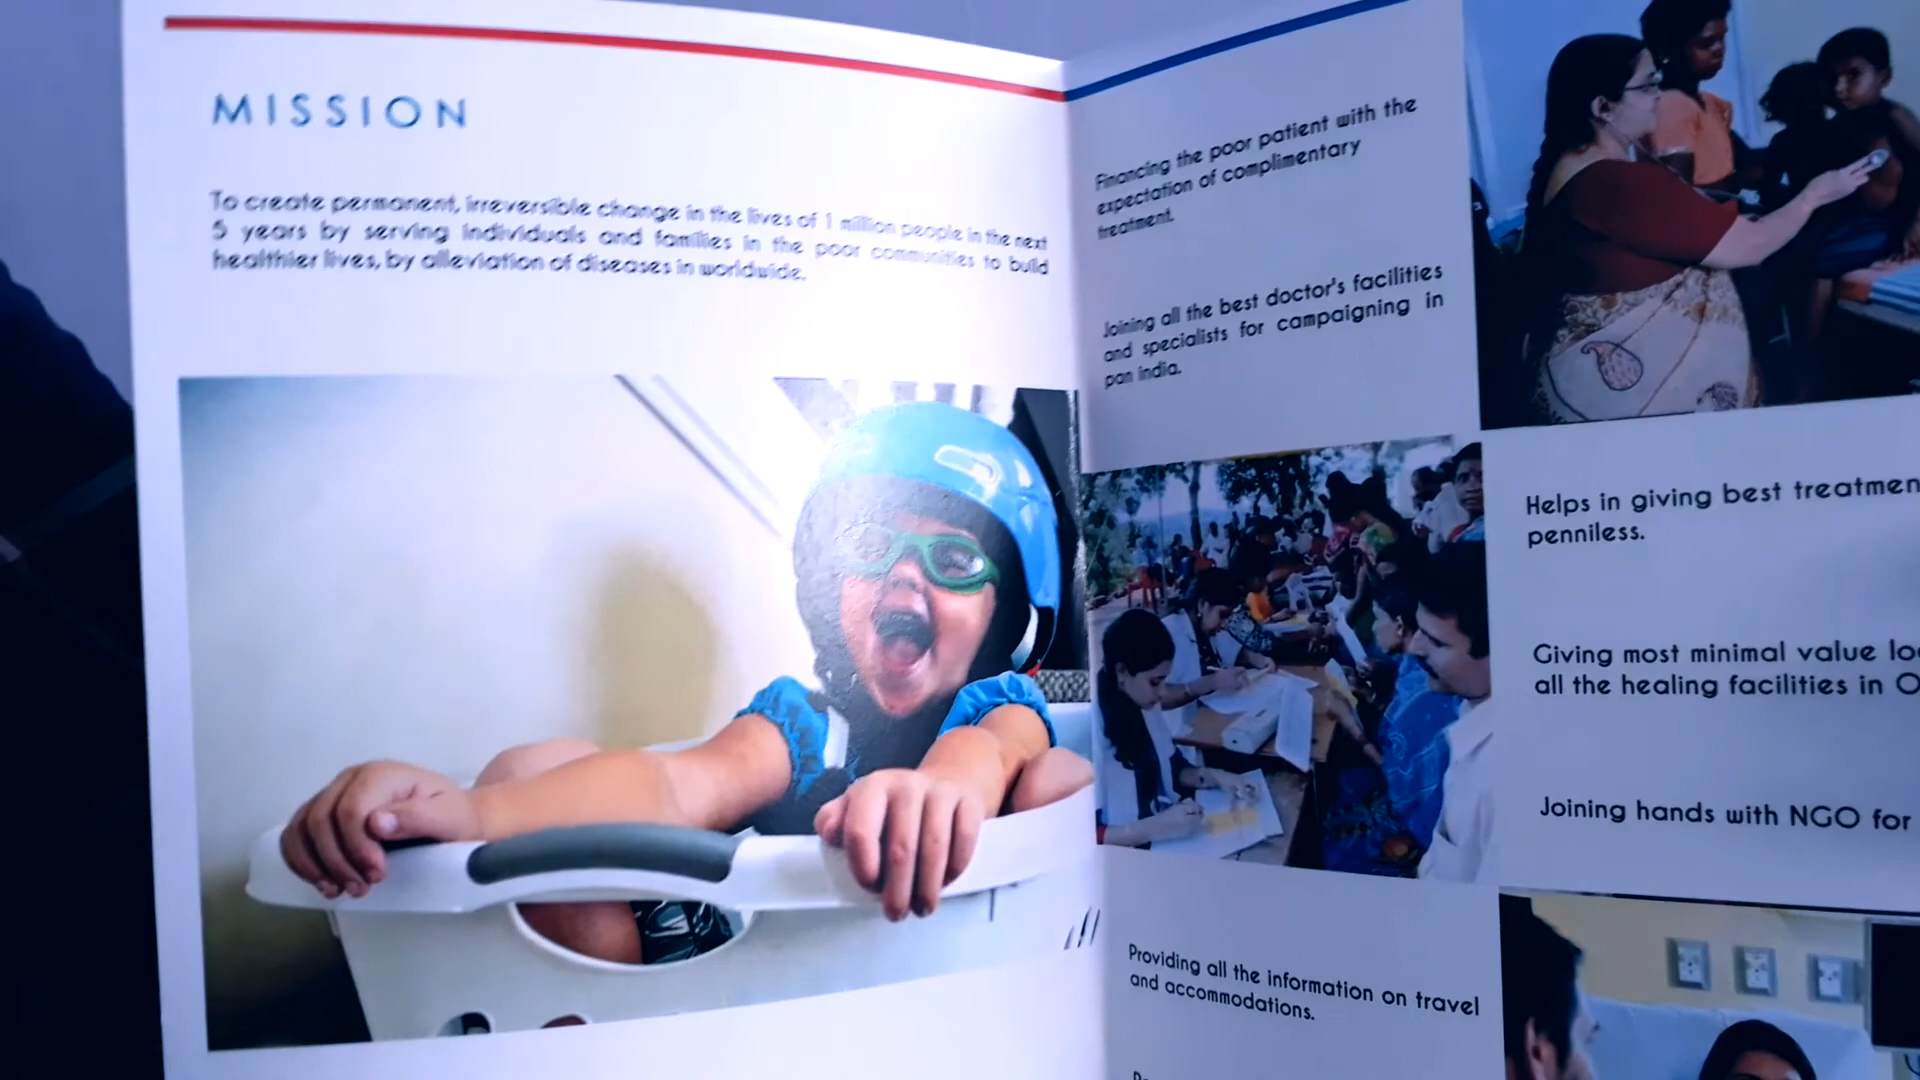 MISSION
To create permanent, irreversible change in the lives of 1 million people in the next
5 years by serving individuals and families in the poor communities to build
healthier lives, by alleviation of diseases in worldwide.
Financing the poor patient with the
expectation of complimentary
treatment.
Joining all the best doctor's facilities
and specialists for campaigning in
pan india.
Helps in giving best treatmen
penniless.
Giving most minimal value lo
all the healing facilities in O
Joining hands with NGO for
Providing all the information on travel
and accommodations.